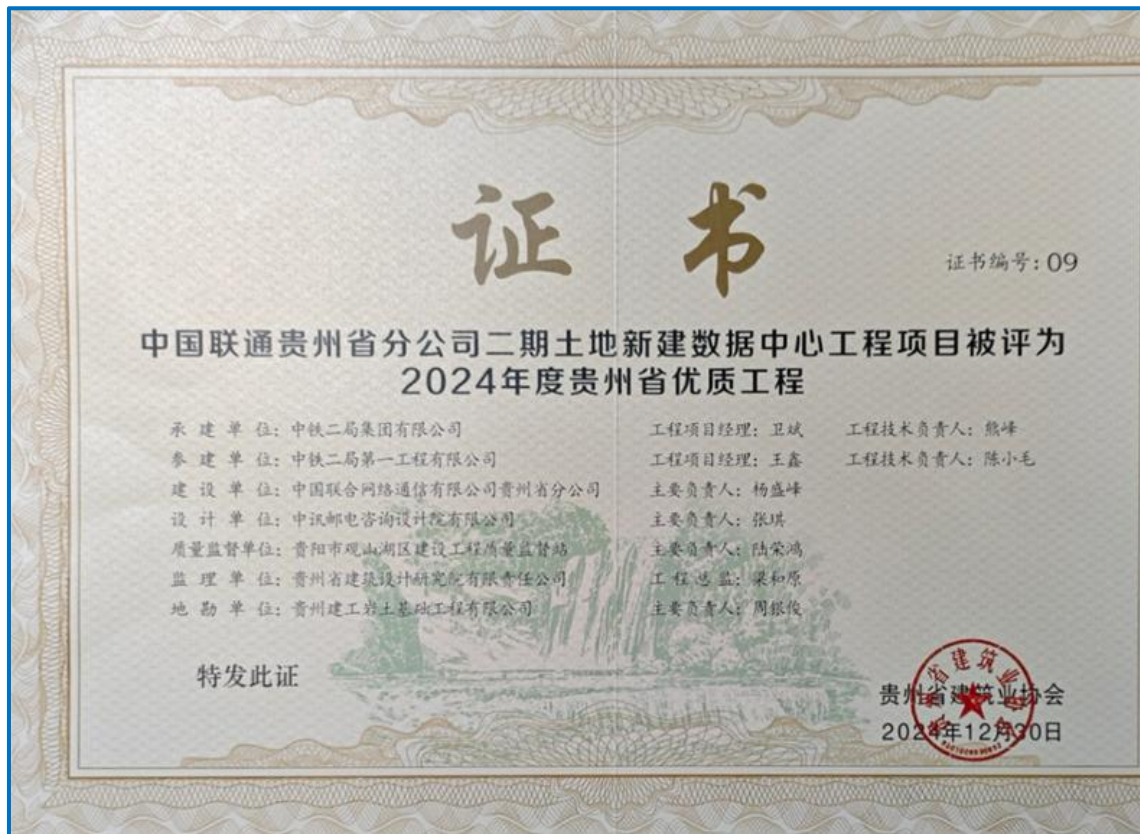 证书
证书编号：09
中国联通贵州省分公司二期土地新建数据中心工程项目被评为
2024年度贵州省优质工程
承建单位：中铁二局集团有限公司 工程项目经理：卫斌 工程技术负责人：熊峰
参建单位：中铁二局第一工程有限公司 工程项目经理：王鑫 工程技术负责人：陈小毛
建设单位：中国联合网络通信有限公司贵州省分公司 主要负责人：杨盛峰
设计单位：中讯邮电咨询设计院有限公司 主要负责人：张琪
质量监督单位：贵阳市观山湖区建设工程质量监督站 主要负责人：陆荣鸿
监理单位：贵州省建筑设计研究院有限责任公司 工程总监：梁和原
地勘单位：贵州建工岩土基础工程有限公司 主要负责人：周银俊
特发此证
贵州省建筑业协会
2024年12月30日
贵州省建筑业协会